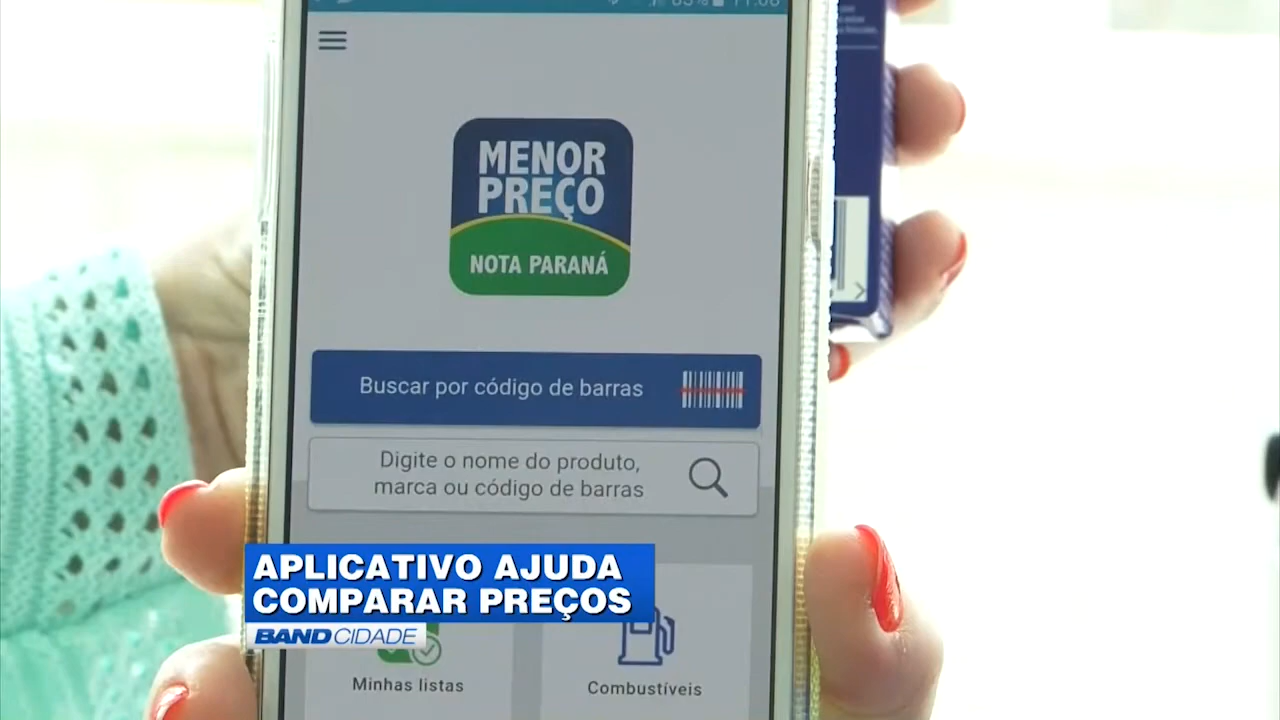 MENOR
PREÇO
NOTA PARANÁ
Buscar por código de barras
Digite o nome do produto,
marca ou código de barras
APLICATIVO AJUDA
COMPARAR PREÇOS
BAND CIDADE
Minhas listas
Combustíveis